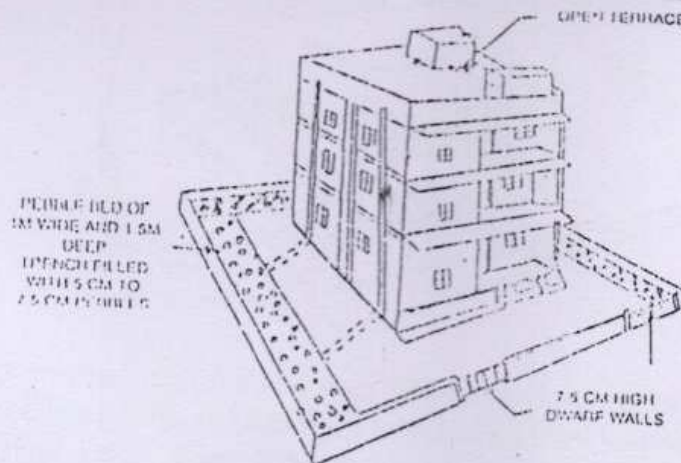 OPEN TERRACE
PEBBLE BED OF
1M WIDE AND 1.5M
DEEP
TRENCH FILLED
WITH 5 CM TO
7.5 CM PEBBLES
7.5 CM HIGH
DWARF WALLS